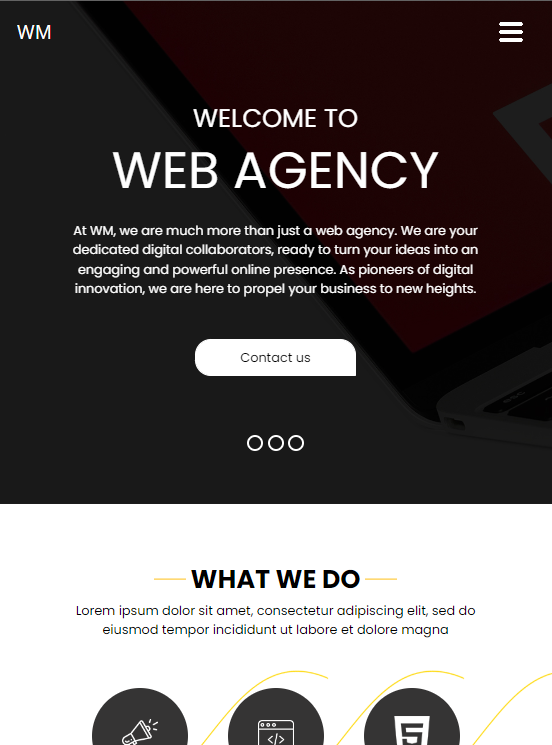 WM
WELCOME TO
WEB AGENCY
At WM, we are much more than just a web agency. We are your
dedicated digital collaborators, ready to turn your ideas into an
engaging and powerful online presence. As pioneers of digital
innovation, we are here to propel your business to new heights.
Contact us
WHAT WE DO
Lorem ipsum dolor sit amet, consectetur adipiscing elit, sed do
eiusmod tempor incididunt ut labore et dolore magna